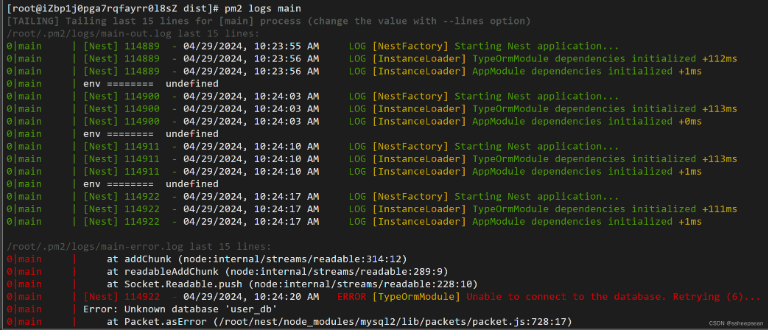 [root@iZbp1j0pga7rqfayrr0l8sZ dist]# pm2 logs main
[TAILING] Tailing last 15 lines for [main] process (change the value with --lines option)
/root/.pm2/logs/main-out.log last 15 lines:
0|main | [Nest] 114889 - 04/29/2024, 10:23:55 AM LOG [NestFactory] Starting Nest application...
0|main | [Nest] 114889 - 04/29/2024, 10:23:56 AM LOG [InstanceLoader] TypeOrmModule dependencies initialized +112ms
0|main | [Nest] 114889 - 04/29/2024, 10:23:56 AM LOG [InstanceLoader] AppModule dependencies initialized +1ms
0|main | env ======== undefined
0|main | [Nest] 114900 - 04/29/2024, 10:24:03 AM LOG [NestFactory] Starting Nest application...
0|main | [Nest] 114900 - 04/29/2024, 10:24:03 AM LOG [InstanceLoader] TypeOrmModule dependencies initialized +113ms
0|main | [Nest] 114900 - 04/29/2024, 10:24:03 AM LOG [InstanceLoader] AppModule dependencies initialized +0ms
0|main | env ======== undefined
0|main | [Nest] 114911 - 04/29/2024, 10:24:10 AM LOG [NestFactory] Starting Nest application...
0|main | [Nest] 114911 - 04/29/2024, 10:24:10 AM LOG [InstanceLoader] TypeOrmModule dependencies initialized +113ms
0|main | [Nest] 114911 - 04/29/2024, 10:24:10 AM LOG [InstanceLoader] AppModule dependencies initialized +1ms
0|main | env ======== undefined
0|main | [Nest] 114922 - 04/29/2024, 10:24:17 AM LOG [NestFactory] Starting Nest application...
0|main | [Nest] 114922 - 04/29/2024, 10:24:17 AM LOG [InstanceLoader] TypeOrmModule dependencies initialized +111ms
0|main | [Nest] 114922 - 04/29/2024, 10:24:17 AM LOG [InstanceLoader] AppModule dependencies initialized +1ms
/root/.pm2/logs/main-error.log last 15 lines:
0|main | at addChunk (node:internal/streams/readable:314:12)
0|main | at readableAddChunk (node:internal/streams/readable:289:9)
0|main | at Socket.Readable.push (node:internal/streams/readable:228:10)
0|main | [Nest] 114922 - 04/29/2024, 10:24:20 AM ERROR [TypeOrmModule] Unable to connect to the database. Retrying (6)...
0|main | Error: Unknown database 'user_db'
0|main | at Packet.asError (/root/nest/node_modules/mysql2/lib/packets/packet.js:728:17)
CSDN